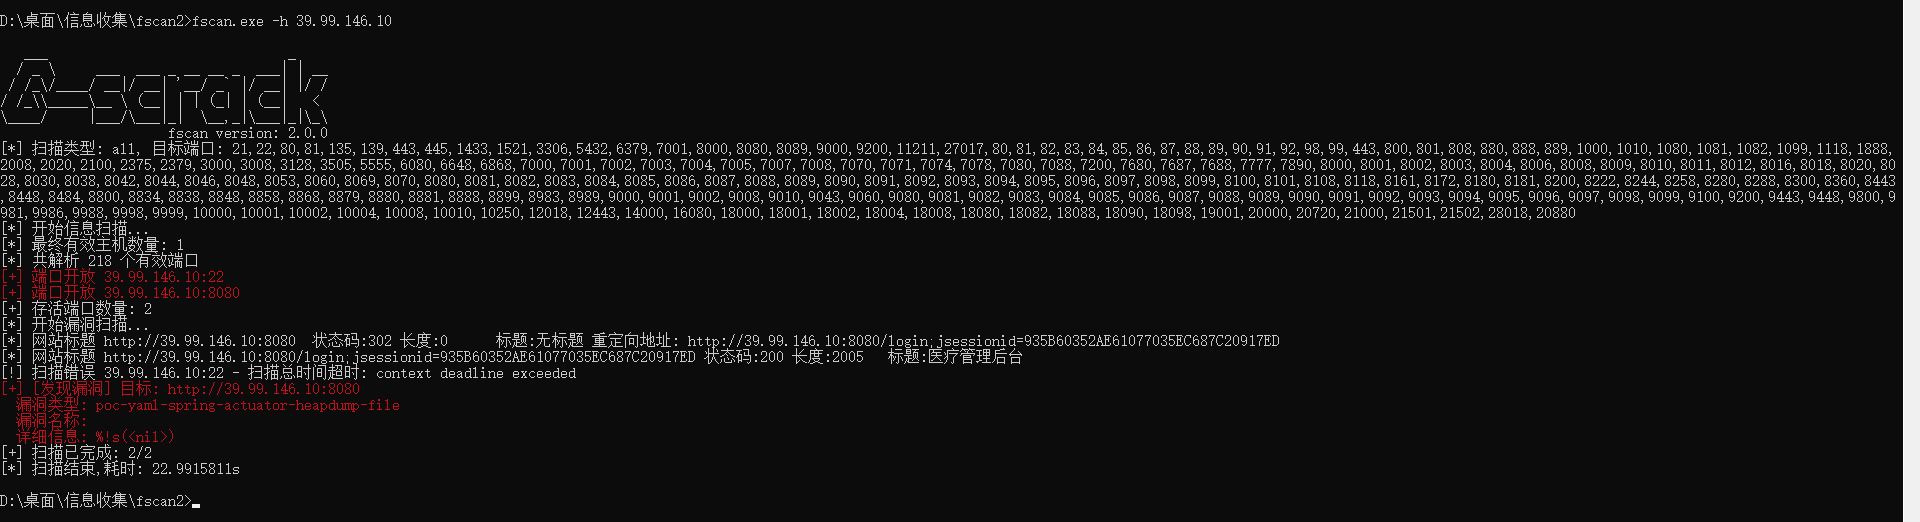 D:\桌面\信息收集\fscan2>fscan.exe -h 39.99.146.10
fscan version: 2.0.0
[*] 扫描类型: all, 目标端口: 21,22,80,81,135,139,443,445,1433,1521,3306,5432,6379,7001,8000,8080,8089,9000,9200,11211,27017,80,81,82,83,84,85,86,87,88,89,90,91,92,98,99,443,800,801,808,880,888,889,1000,1010,1080,1081,1082,1099,1118,1888,
2008,2020,2100,2375,2379,3000,3008,3128,3505,5555,6080,6648,6868,7000,7001,7002,7003,7004,7005,7007,7008,7070,7071,7074,7078,7080,7088,7200,7680,7687,7688,7777,7890,8000,8001,8002,8003,8004,8006,8008,8009,8010,8011,8012,8016,8018,8020,80
28,8030,8038,8042,8044,8046,8048,8053,8060,8069,8070,8080,8081,8082,8083,8084,8085,8086,8087,8088,8089,8090,8091,8092,8093,8094,8095,8096,8097,8098,8099,8100,8101,8108,8118,8161,8172,8180,8181,8200,8222,8244,8258,8280,8288,8300,8360,8443
,8448,8484,8800,8834,8838,8848,8858,8868,8879,8880,8881,8888,8899,8983,8989,9000,9001,9002,9008,9010,9043,9060,9080,9081,9082,9083,9084,9085,9086,9087,9088,9089,9090,9091,9092,9093,9094,9095,9096,9097,9098,9099,9100,9200,9443,9448,9800,9
981,9986,9988,9998,9999,10000,10001,10002,10004,10008,10010,10250,12018,12443,14000,16080,18000,18001,18002,18004,18008,18080,18082,18088,18090,18098,19001,20000,20720,21000,21501,21502,28018,20880
[*] 开始信息扫描...
[*] 最终有效主机数量: 1
[*] 共解析 218 个有效端口
[+] 端口开放 39.99.146.10:22
[+] 端口开放 39.99.146.10:8080
[+] 存活端口数量: 2
[*] 开始漏洞扫描...
[*] 网站标题 http://39.99.146.10:8080 状态码:302 长度:0 标题:无标题 重定向地址: http://39.99.146.10:8080/login;jsessionid=935B60352AE61077035EC687C20917ED
[*] 网站标题 http://39.99.146.10:8080/login;jsessionid=935B60352AE61077035EC687C20917ED 状态码:200 长度:2005 标题:医疗管理后台
[!] 扫描错误 39.99.146.10:22 - 扫描总时间超时: context deadline exceeded
[+] [发现漏洞] 目标: http://39.99.146.10:8080
漏洞类型: poc-yaml-spring-actuator-heapdump-file
漏洞名称:
详细信息: %!s(<nil>)
[+] 扫描已完成: 2/2
[*] 扫描结束,耗时: 22.9915811s
D:\桌面\信息收集\fscan2>